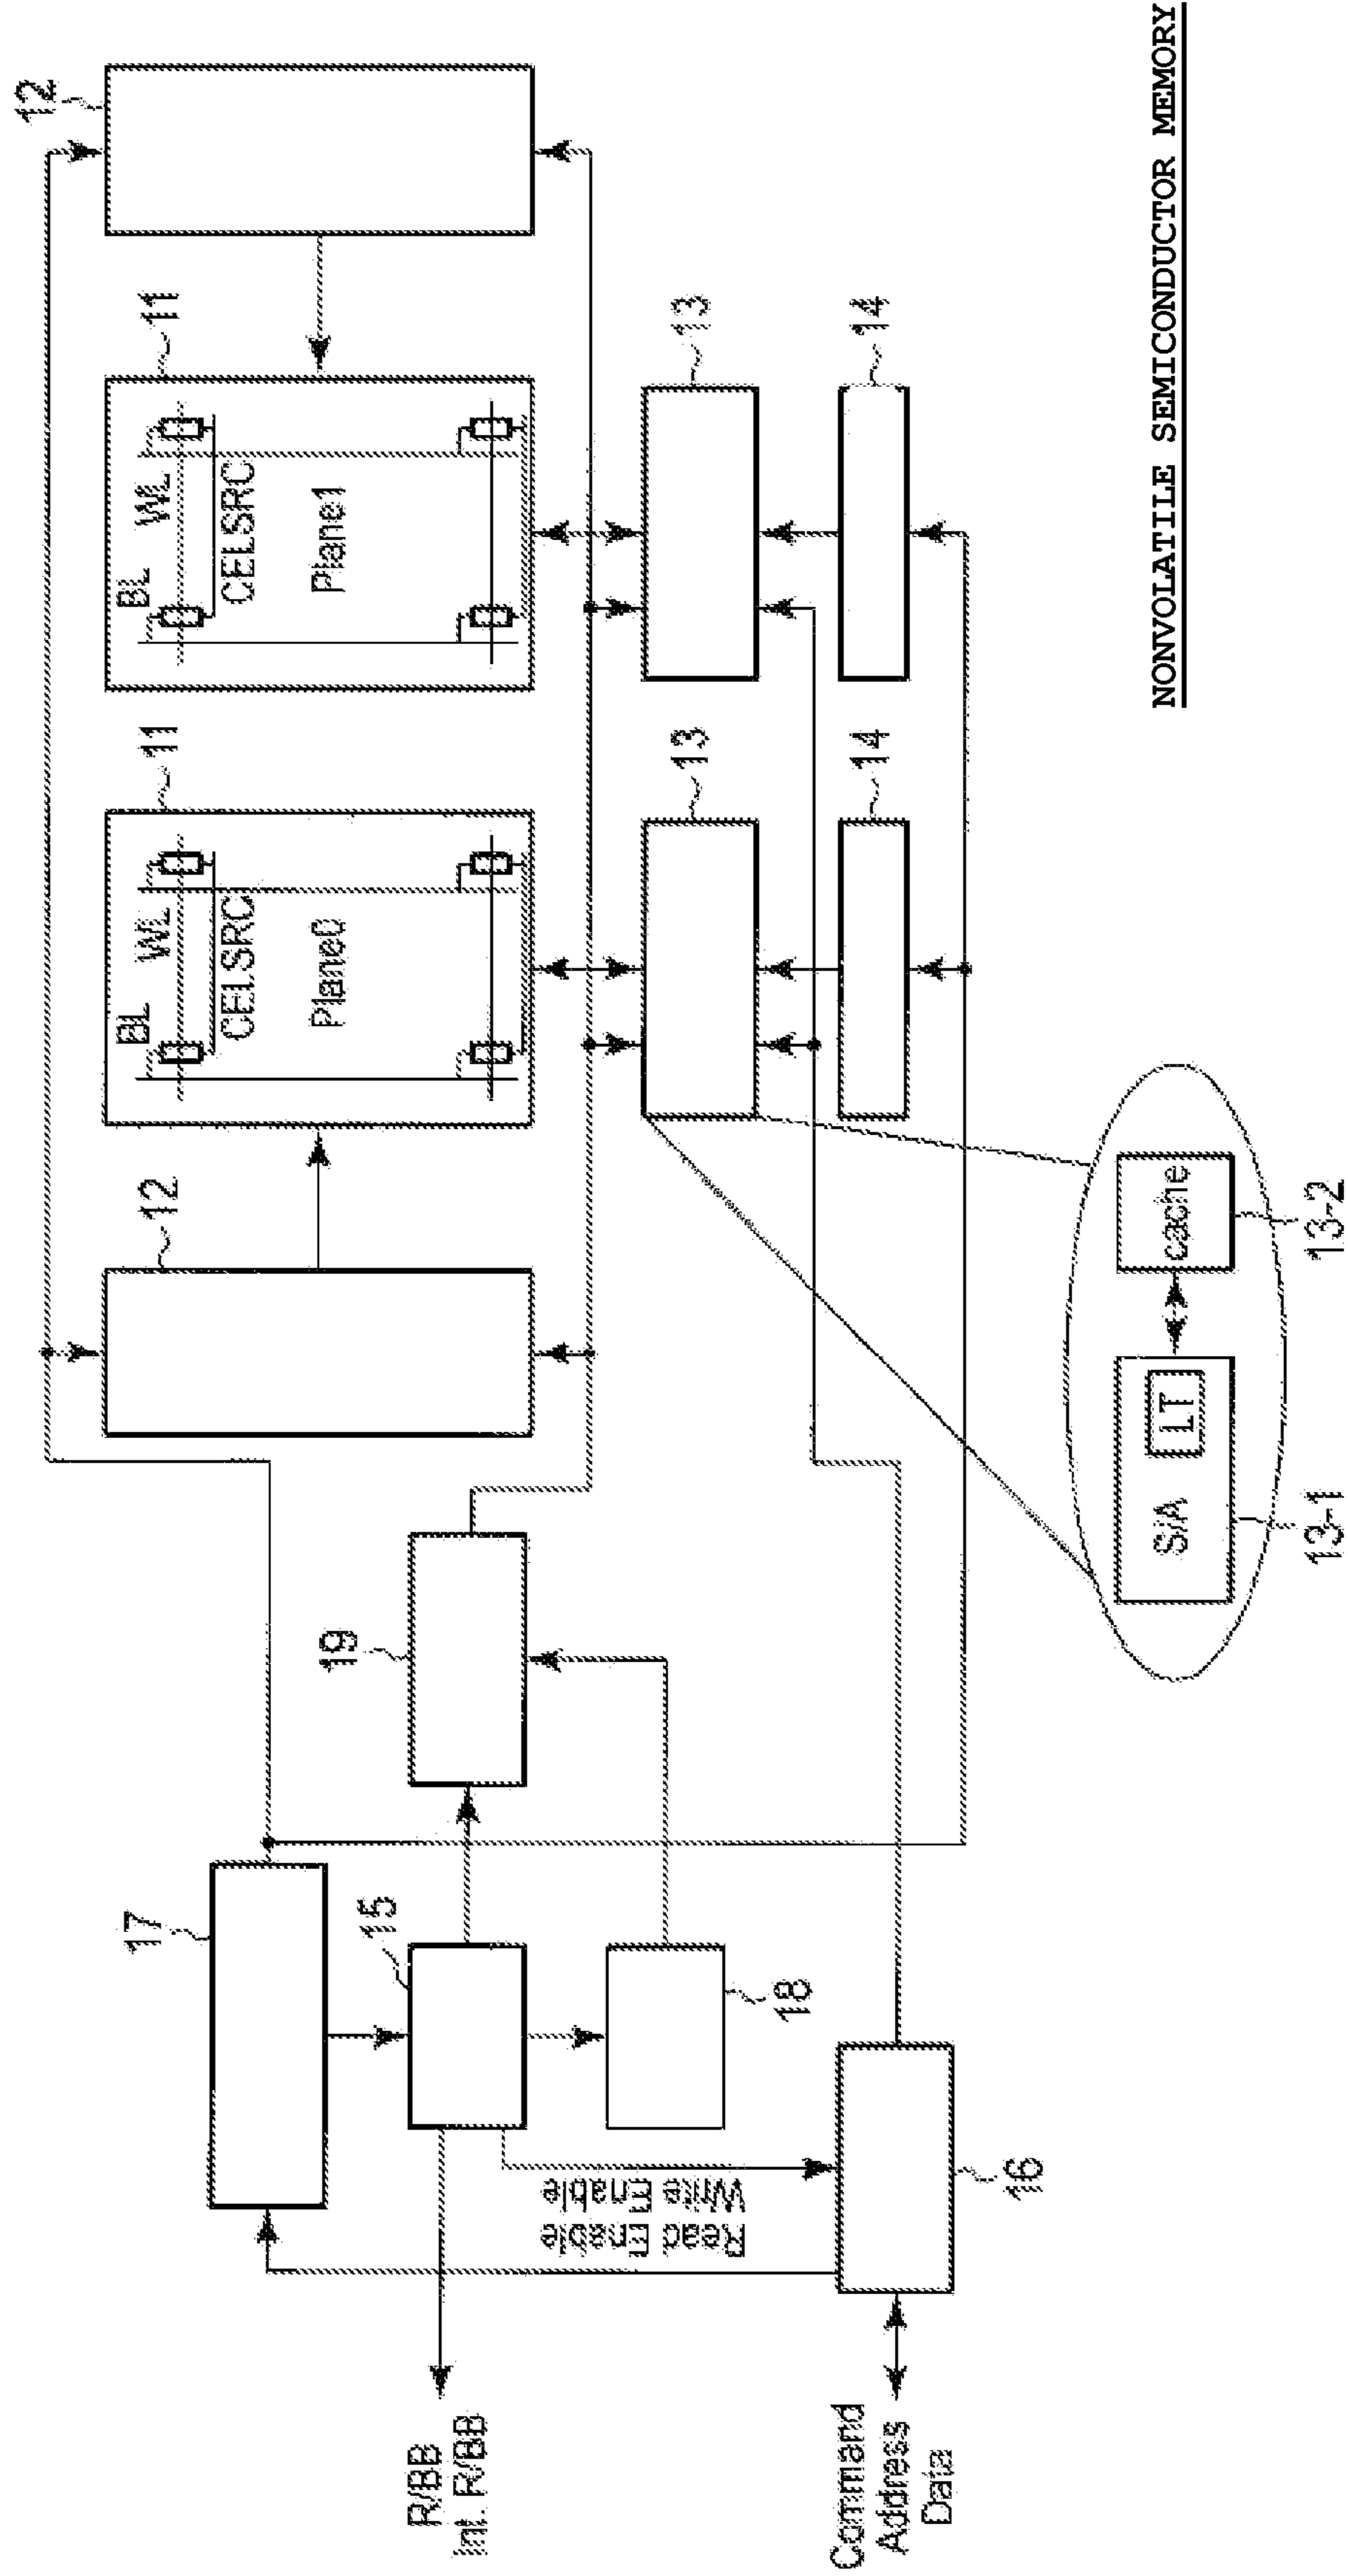 12
11
11
12
BL
WL
CELSRC
Plane0
BL
WL
CELSRC
Plane1
17
15
19
18
13
13
14
14
R/BB
Int. R/BB
Read Enable
Write Enable
Command
Address
Data
16
S/A
LT
cache
13-1
13-2
NONVOLATILE SEMICONDUCTOR MEMORY